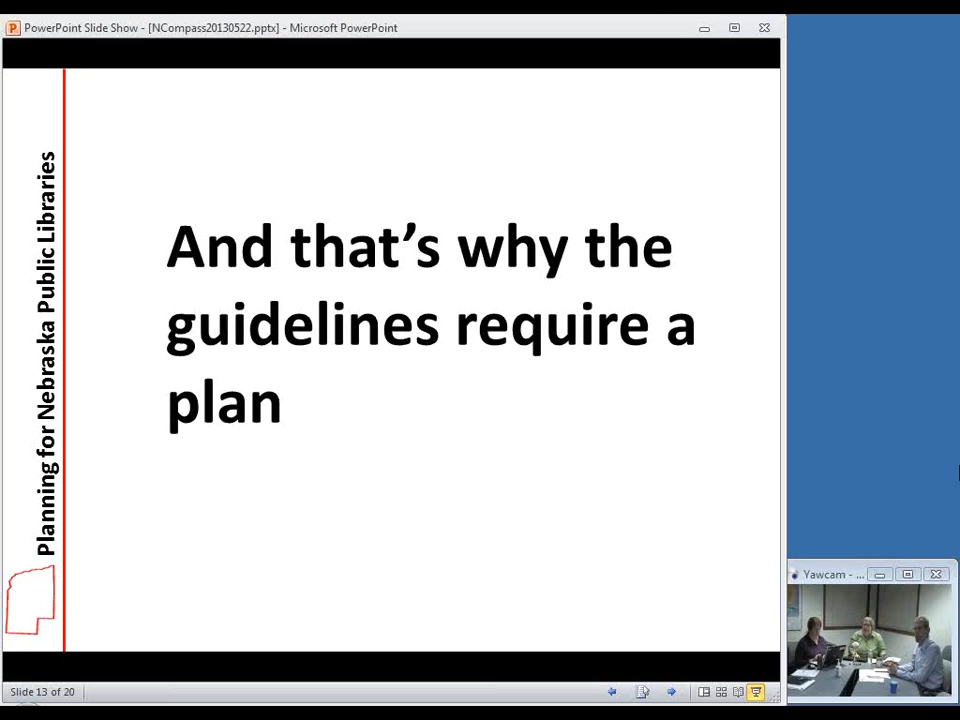 PowerPoint Slide Show - [NCompass20130522.pptx] - Microsoft PowerPoint
Planning for Nebraska Public Libraries
And that’s why the
guidelines require a
plan
Yawcam - ...
Slide 13 of 20